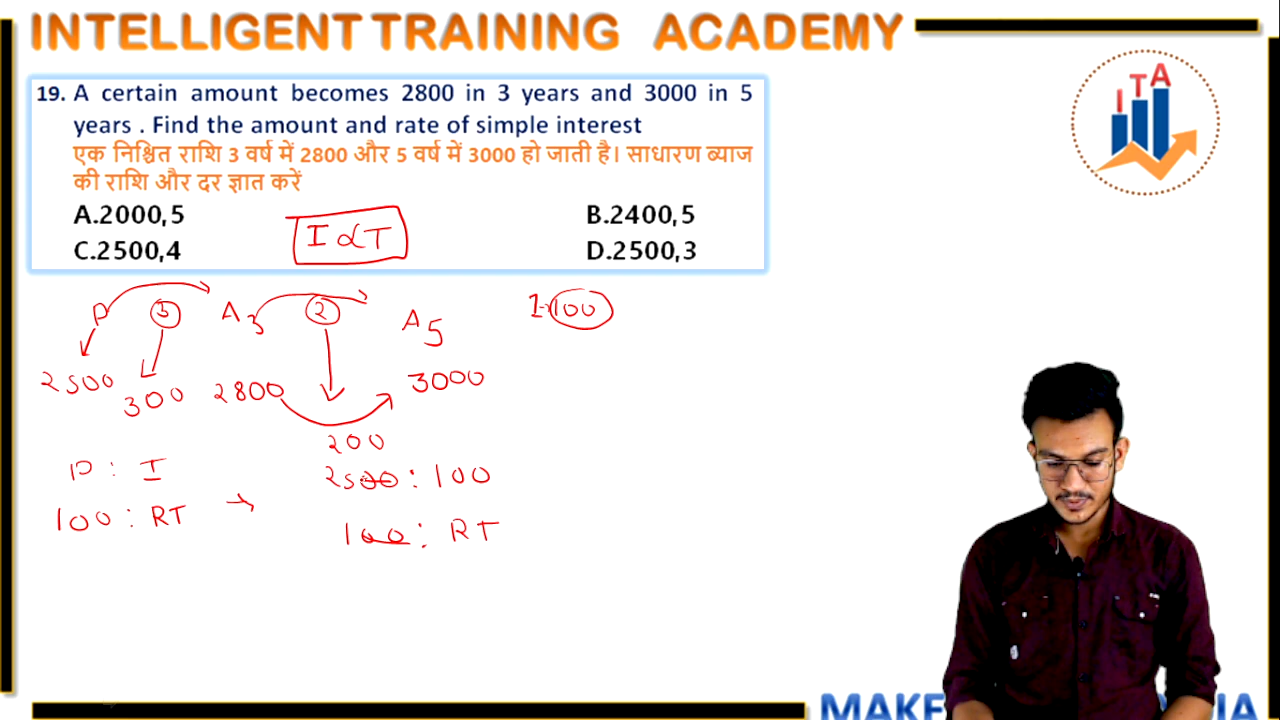 INTELLIGENT TRAINING ACADEMY
ITA
19. A certain amount becomes 2800 in 3 years and 3000 in 5
years . Find the amount and rate of simple interest
एक निश्चित राशि 3 वर्ष में 2800 और 5 वर्ष में 3000 हो जाती है। साधारण ब्याज
की राशि और दर ज्ञात करें
A.2000,5 B.2400,5
C.2500,4 D.2500,3
I ∝ T
P 3 A3 2 A5 1→100
2500 300 2800 3000
200
P : I 2500 : 100
100 : RT → 100 : RT
MAKE